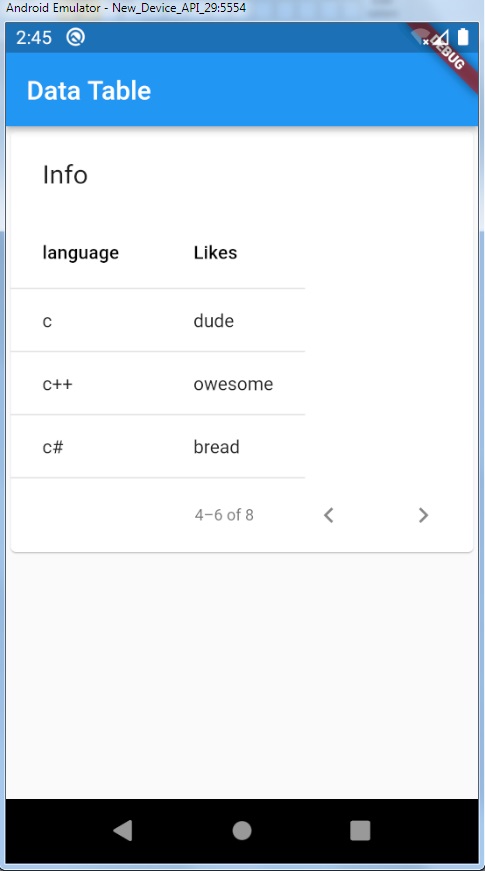 Android Emulator - New_Device_API_29:5554
2:45
DEBUG
Data Table
Info
language Likes
c dude
c++ owesome
c# bread
4–6 of 8